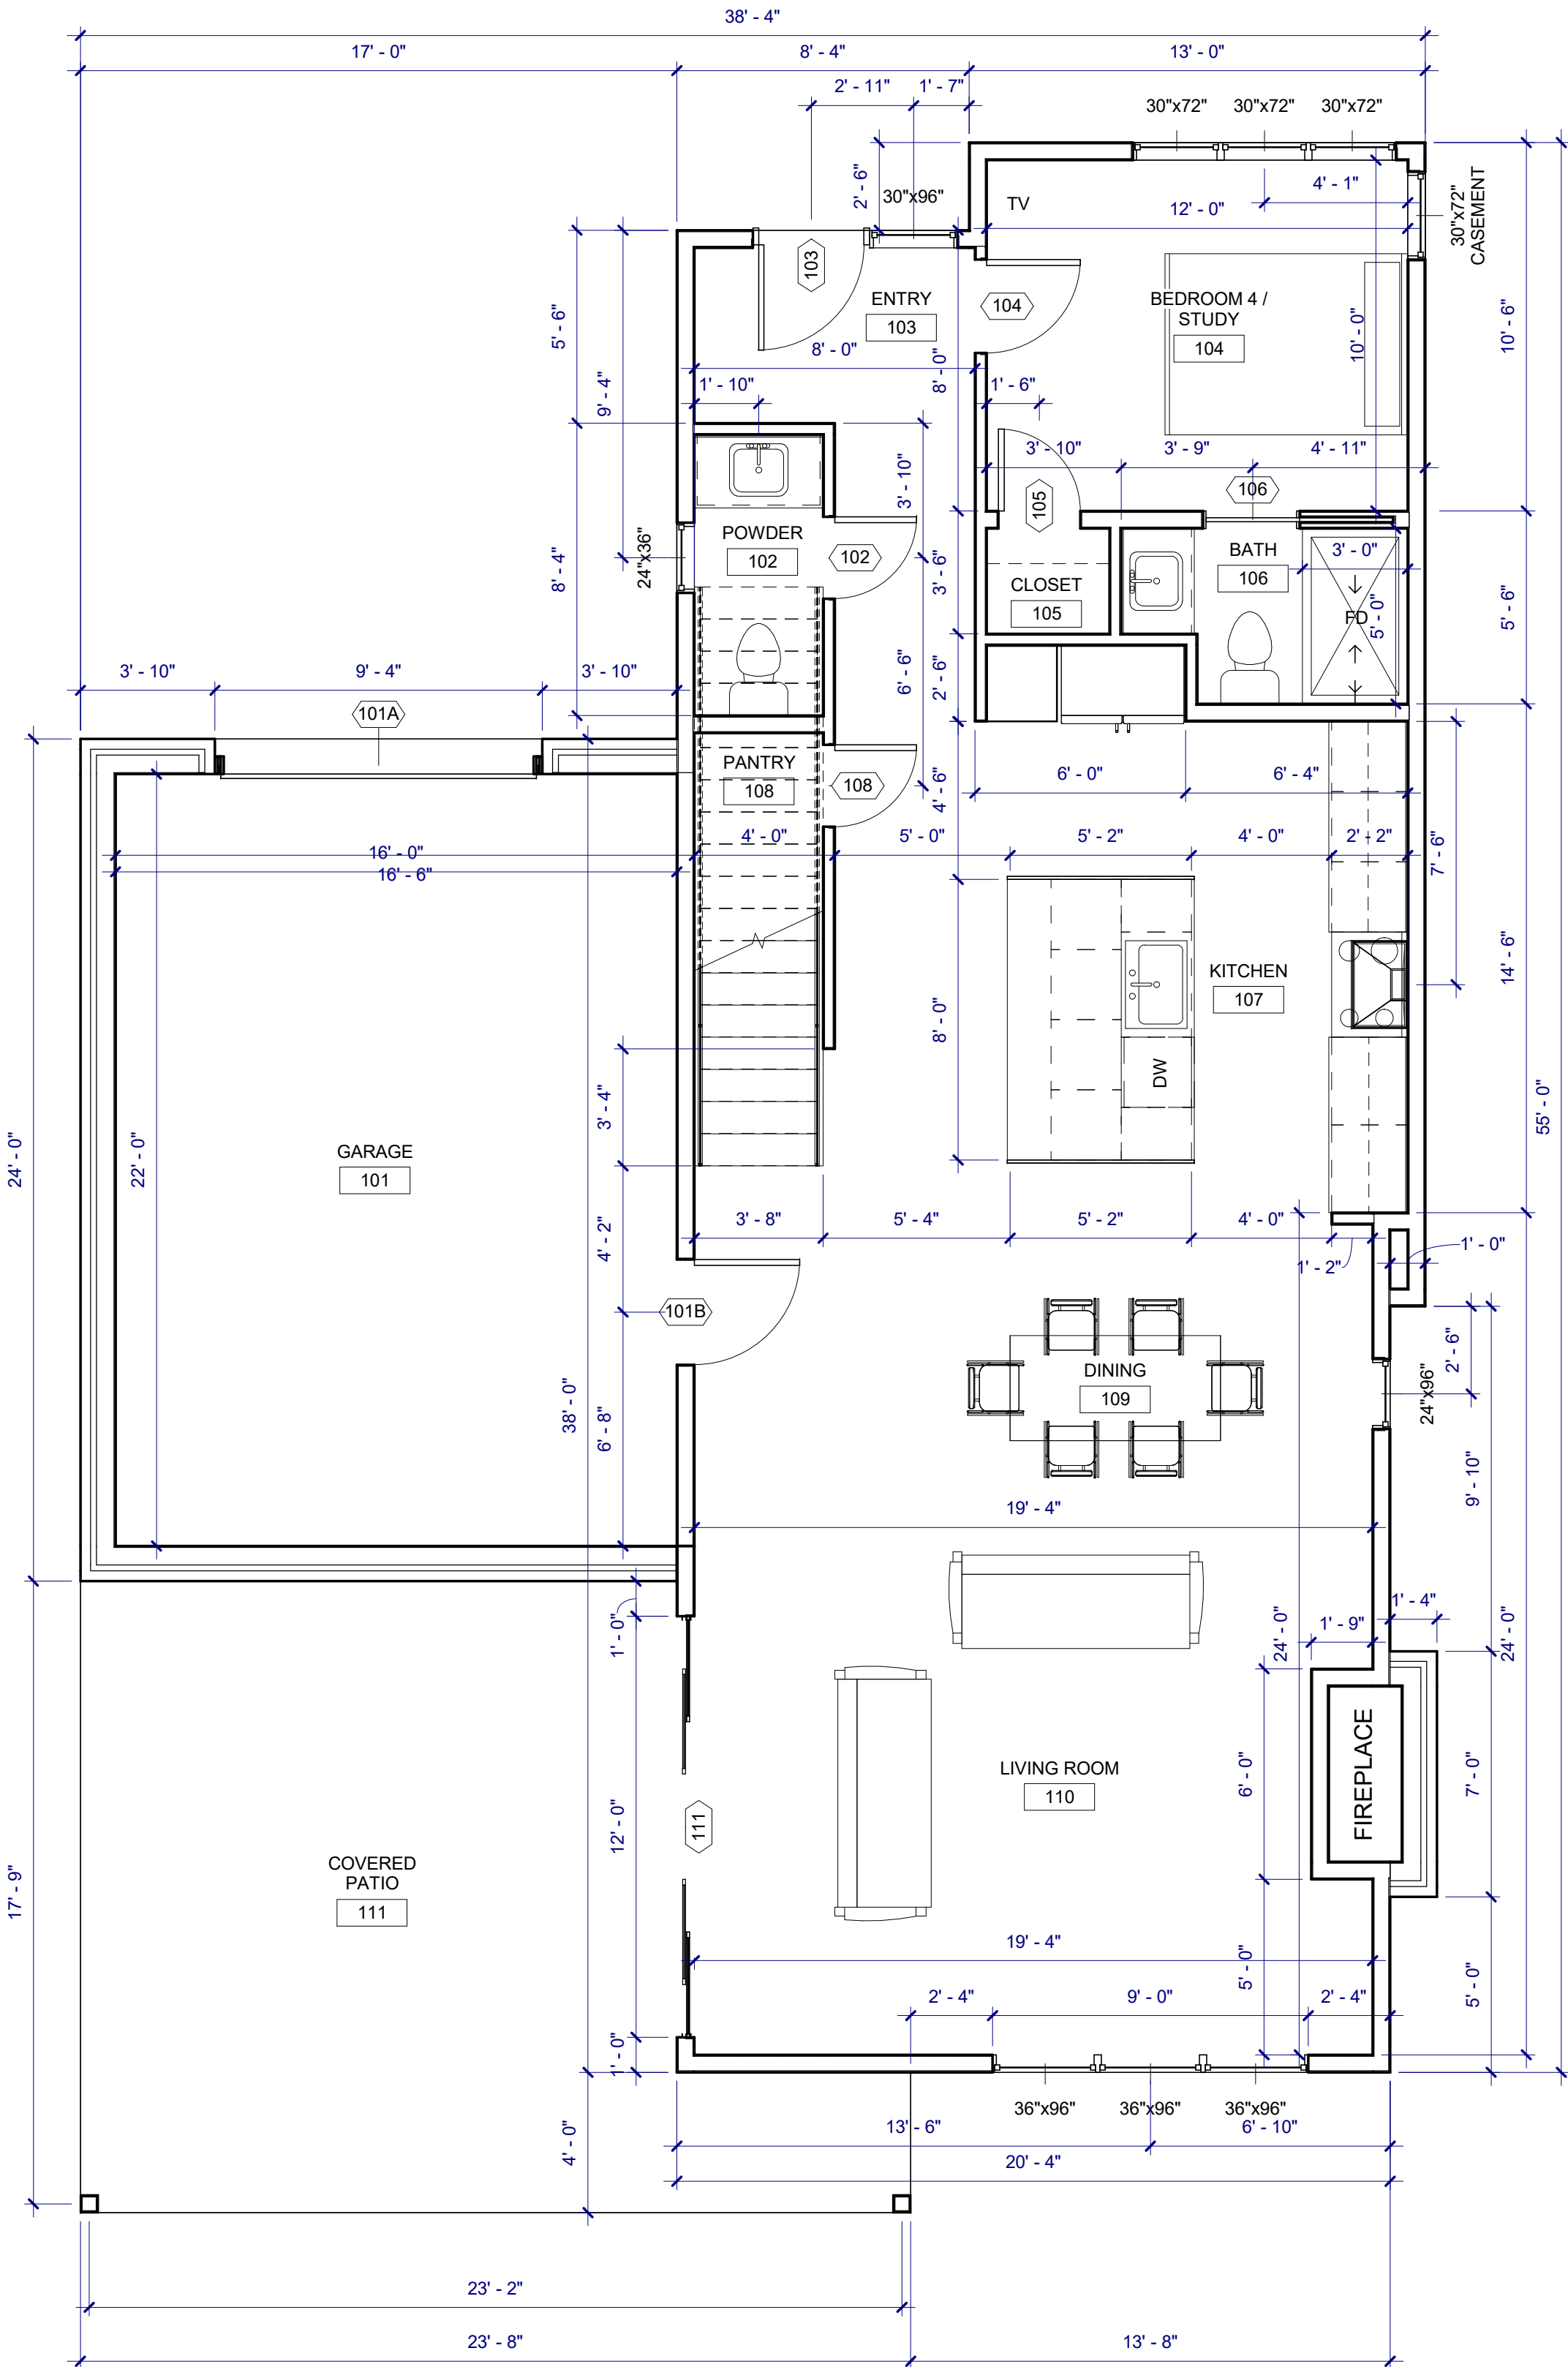 38' - 4"
17' - 0"
8' - 4"
13' - 0"
2' - 11"
1' - 7"
30"x72"
30"x72"
30"x72"
2' - 6"
30"x96"
TV
4' - 1"
12' - 0"
30"x72"
CASEMENT
103
ENTRY
103
104
BEDROOM 4 /
STUDY
104
10' - 0"
10' - 6"
5' - 6"
9' - 4"
8' - 0"
8' - 0"
1' - 10"
1' - 6"
3' - 10"
3' - 10"
3' - 9"
4' - 11"
105
106
POWDER
102
102
24"x36"
8' - 4"
3' - 6"
CLOSET
105
BATH
106
3' - 0"
FD
5' - 0"
5' - 6"
6' - 6"
2' - 6"
3' - 10"
9' - 4"
3' - 10"
101A
PANTRY
108
108
6' - 0"
6' - 4"
4' - 6"
16' - 0"
16' - 6"
4' - 0"
5' - 0"
5' - 2"
4' - 0"
2' - 2"
7' - 6"
14' - 6"
KITCHEN
107
8' - 0"
DW
3' - 4"
55' - 0"
24' - 0"
22' - 0"
GARAGE
101
4' - 2"
3' - 8"
5' - 4"
5' - 2"
4' - 0"
1' - 2"
1' - 0"
101B
2' - 6"
DINING
109
24"x96"
38' - 0"
6' - 8"
9' - 10"
19' - 4"
1' - 0"
24' - 0"
1' - 9"
1' - 4"
24' - 0"
FIREPLACE
LIVING ROOM
110
6' - 0"
7' - 0"
12' - 0"
111
COVERED
PATIO
111
17' - 9"
19' - 4"
5' - 0"
5' - 0"
2' - 4"
9' - 0"
2' - 4"
1' - 0"
36"x96"
36"x96"
36"x96"
13' - 6"
6' - 10"
4' - 0"
20' - 4"
23' - 2"
23' - 8"
13' - 8"